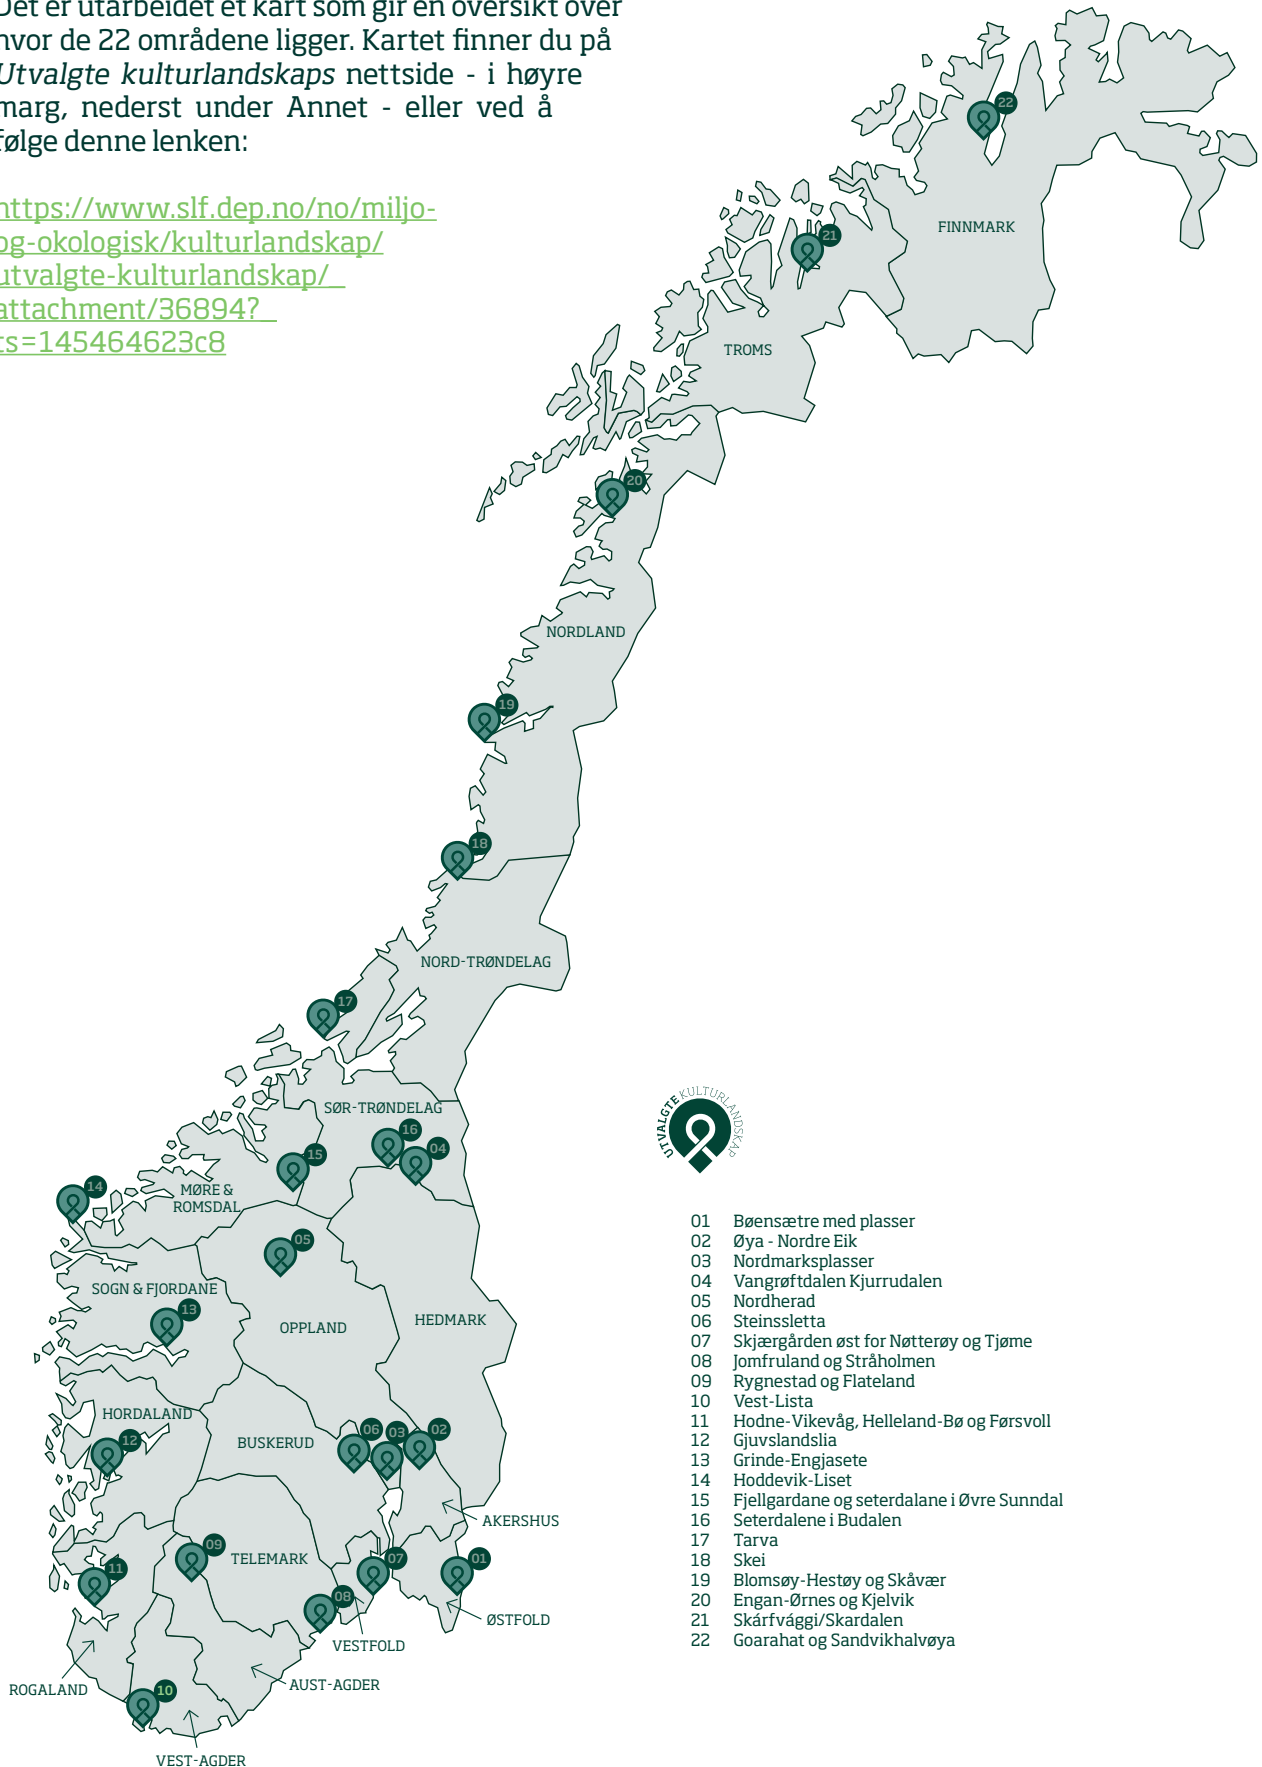 Det er utarbeidet et kart som gir en oversikt over
hvor de 22 områdene ligger. Kartet finner du på
Utvalgte kulturlandskaps nettside - i høyre
marg, nederst under Annet - eller ved å
følge denne lenken:
https://www.slf.dep.no/no/miljo-
og-okologisk/kulturlandskap/
utvalgte-kulturlandskap/_
attachment/36894?_
ts=145464623c8
22
FINNMARK
21
TROMS
20
NORDLAND
19
18
NORD-TRØNDELAG
17
SØR-TRØNDELAG
16
04
15
14
MØRE &
ROMSDAL
05
SOGN & FJORDANE
13
OPPLAND
HEDMARK
HORDALAND
12
BUSKERUD
06
03
02
AKERSHUS
09
TELEMARK
11
07
01
08
ØSTFOLD
VESTFOLD
AUST-AGDER
ROGALAND
10
VEST-AGDER
UTVALGTE KULTURLANDSKAP
01 Bøensætre med plasser
02 Øya - Nordre Eik
03 Nordmarksplasser
04 Vangrøftdalen Kjurrudalen
05 Nordherad
06 Steinssletta
07 Skjærgården øst for Nøtterøy og Tjøme
08 Jomfruland og Stråholmen
09 Rygnestad og Flateland
10 Vest-Lista
11 Hodne-Vikevåg, Helleland-Bø og Førsvoll
12 Gjuvslandslia
13 Grinde-Engjasete
14 Hoddevik-Liset
15 Fjellgardane og seterdalane i Øvre Sunndal
16 Seterdalene i Budalen
17 Tarva
18 Skei
19 Blomsøy-Hestøy og Skåvær
20 Engan-Ørnes og Kjelvik
21 Skárfvággi/Skardalen
22 Goarahat og Sandvikhalvøya